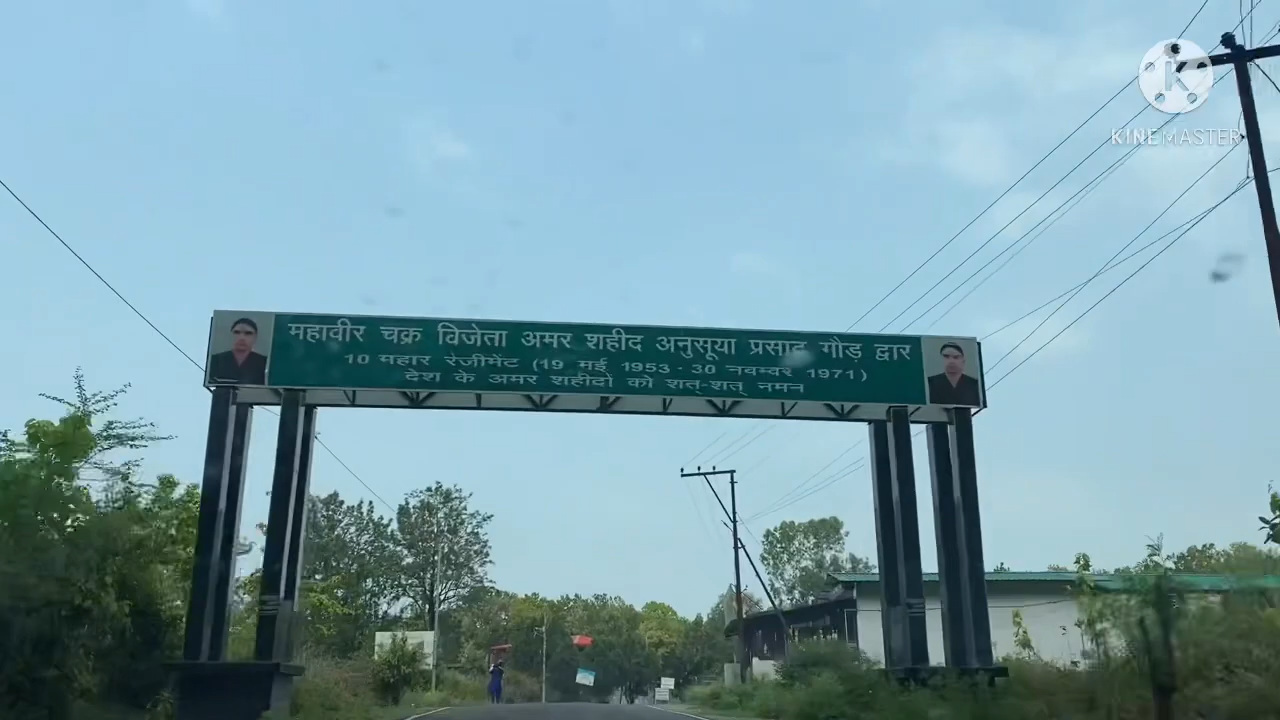 KINEMASTER
महावीर चक्र विजेता अमर शहीद अनुसूया प्रसाद गौड़ द्वार
10 महार रेजीमेंट (19 मई 1953 - 30 नवम्बर 1971)
देश के अमर शहीदों को शत्-शत् नमन